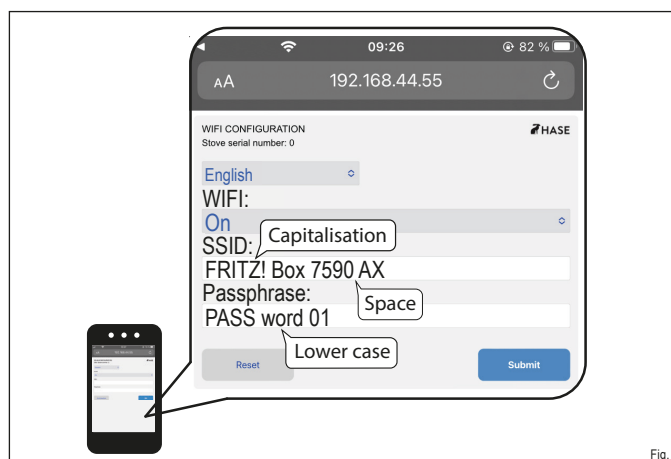 09:26 82 %
AA 192.168.44.55
WIFI CONFIGURATION HASE
Stove serial number: 0
English
WIFI:
On
Capitalisation
SSID:
FRITZ! Box 7590 AX
Space
Passphrase:
PASS word 01
Lower case
Reset Submit
Fig.